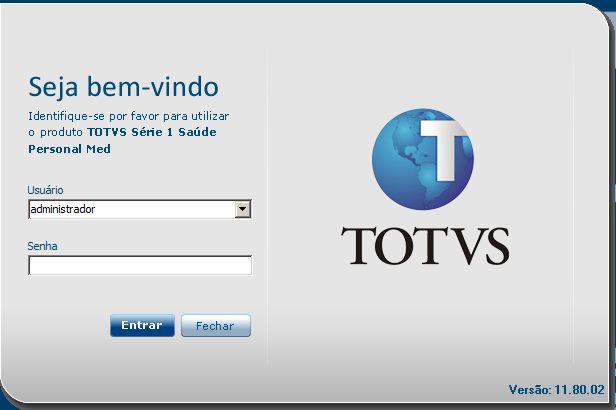 Seja bem-vindo
Identifique-se por favor para utilizar
o produto TOTVS Série 1 Saúde
Personal Med
Usuário
administrador
Senha
Entrar
Fechar
T
TOTVS
Versão: 11.80.02